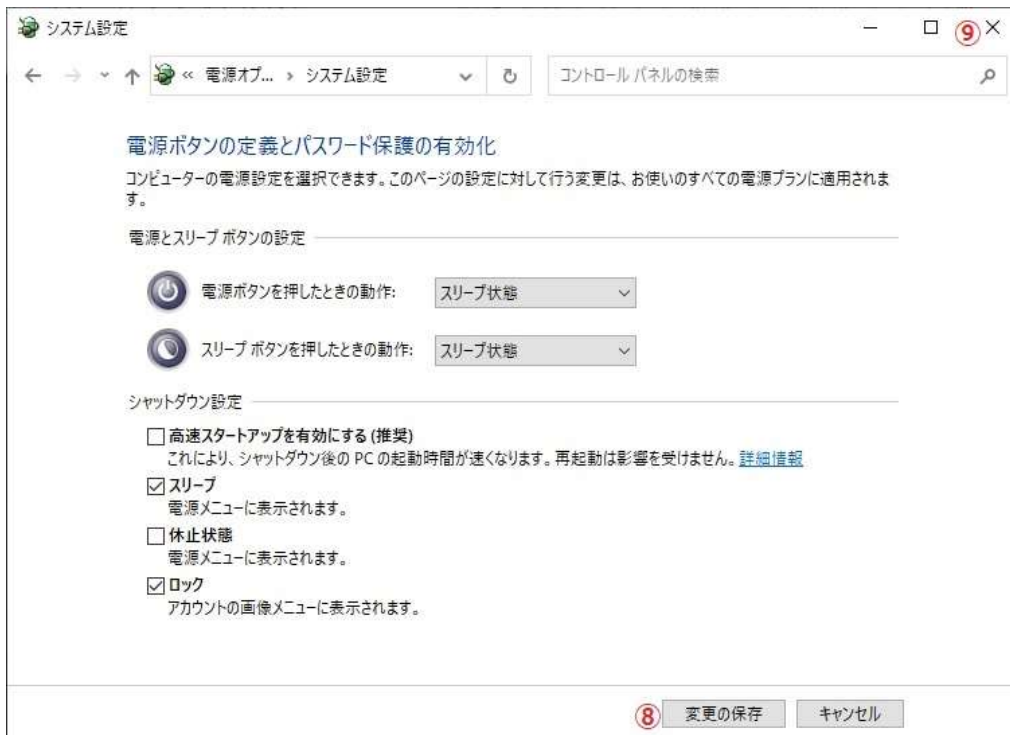 システム設定
⑨
« 電源オプ... › システム設定
コントロール パネルの検索
電源ボタンの定義とパスワード保護の有効化
コンピューターの電源設定を選択できます。このページの設定に対して行う変更は、お使いのすべての電源プランに適用されま
す。
電源とスリープ ボタンの設定
電源ボタンを押したときの動作: スリープ状態
スリープ ボタンを押したときの動作: スリープ状態
シャットダウン設定
高速スタートアップを有効にする (推奨)
これにより、シャットダウン後の PC の起動時間が速くなります。再起動は影響を受けません。詳細情報
スリープ
電源メニューに表示されます。
休止状態
電源メニューに表示されます。
ロック
アカウントの画像メニューに表示されます。
⑧ 変更の保存 キャンセル